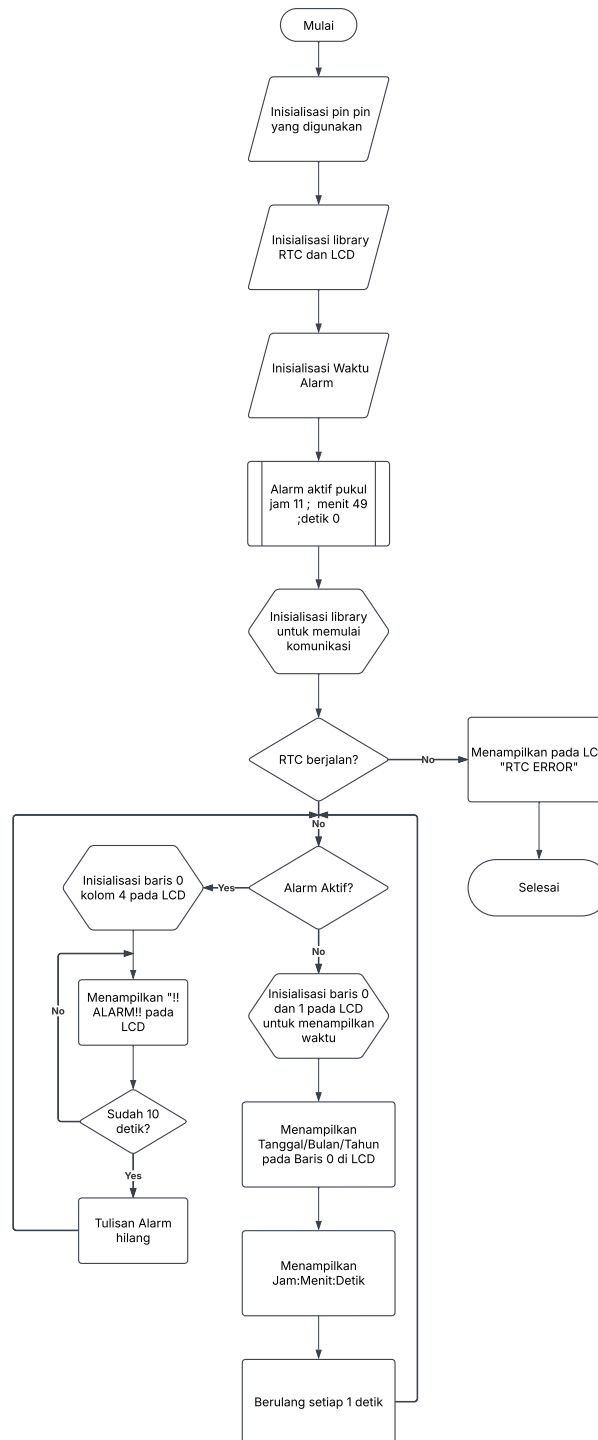 Mulai
Inisialisasi pin pin
yang digunakan
Inisialisasi library
RTC dan LCD
Inisialisasi Waktu
Alarm
Alarm aktif pukul
jam 11 ; menit 49
;detik 0
Inisialisasi library
untuk memulai
komunikasi
RTC berjalan?
No
Menampilkan pada LC
"RTC ERROR"
Selesai
No
Alarm Aktif?
Yes
Inisialisasi baris 0
kolom 4 pada LCD
No
Menampilkan "!!
ALARM!! pada
LCD
Sudah 10
detik?
Yes
Tulisan Alarm
hilang
No
Inisialisasi baris 0
dan 1 pada LCD
untuk menampilkan
waktu
Menampilkan
Tanggal/Bulan/Tahun
pada Baris 0 di LCD
Menampilkan
Jam:Menit:Detik
Berulang setiap 1 detik